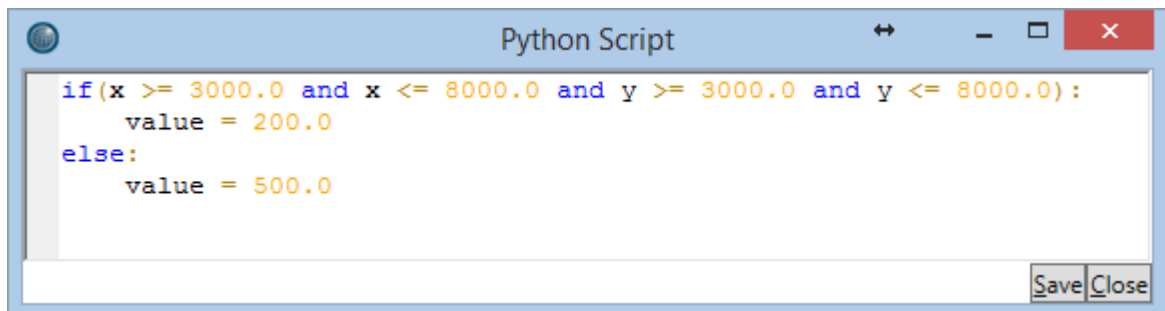 Python Script
if(x >= 3000.0 and x <= 8000.0 and y >= 3000.0 and y <= 8000.0):
    value = 200.0
else:
    value = 500.0
Save Close